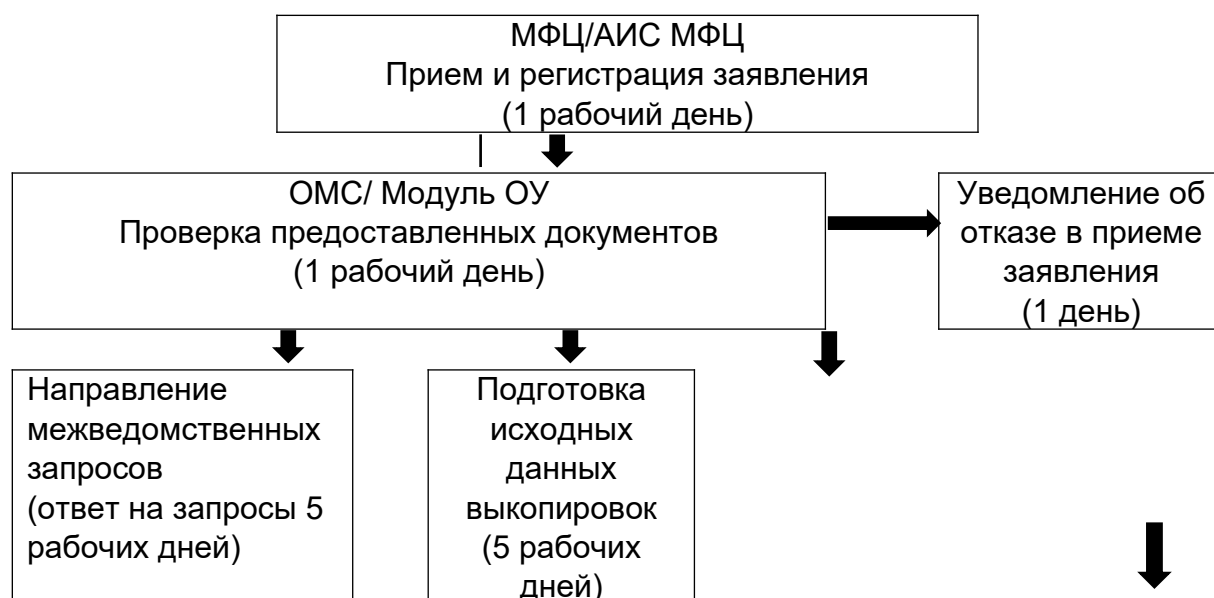 МФЦ/АИС МФЦ
Прием и регистрация заявления
(1 рабочий день)
ОМС/ Модуль ОУ
Проверка предоставленных документов
(1 рабочий день)
Уведомление об
отказе в приеме
заявления
(1 день)
Направление
межведомственных
запросов
(ответ на запросы 5
рабочих дней)
Подготовка
исходных
данных
выкопировок
(5 рабочих
дней)